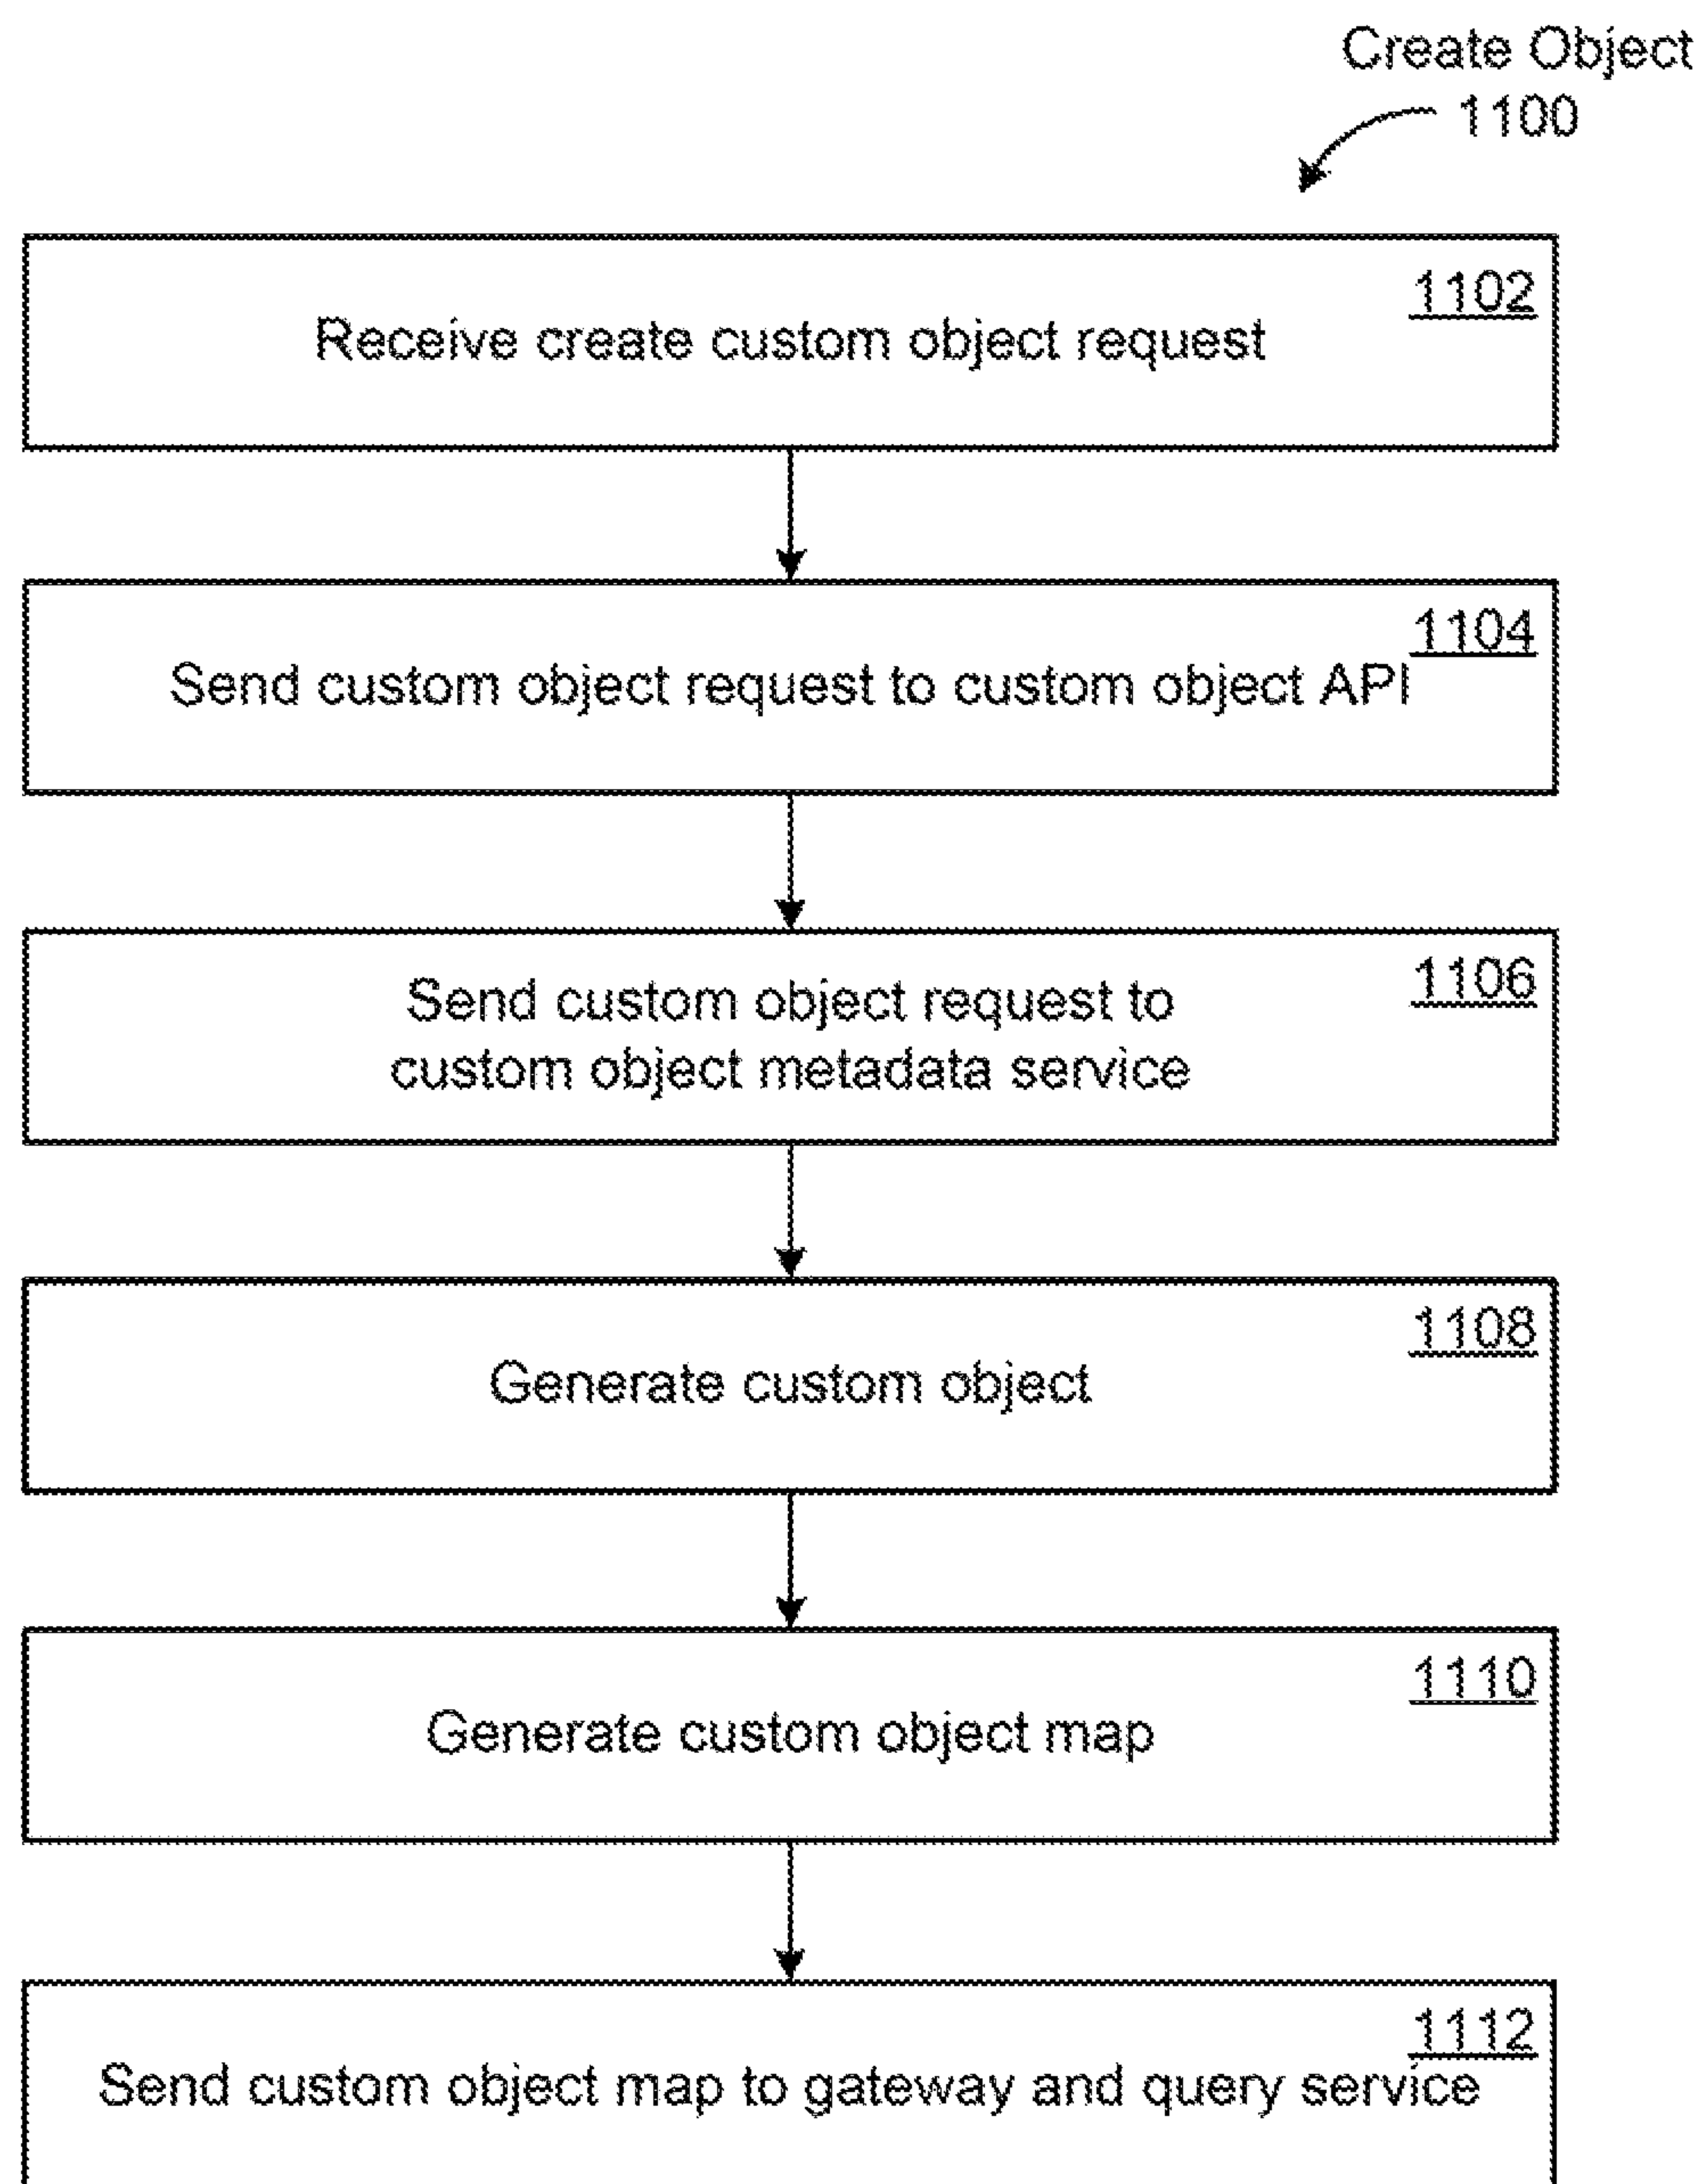 Create Object
1100
1102
Receive create custom object request
1104
Send custom object request to custom object API
1106
Send custom object request to
custom object metadata service
1108
Generate custom object
1110
Generate custom object map
1112
Send custom object map to gateway and query service